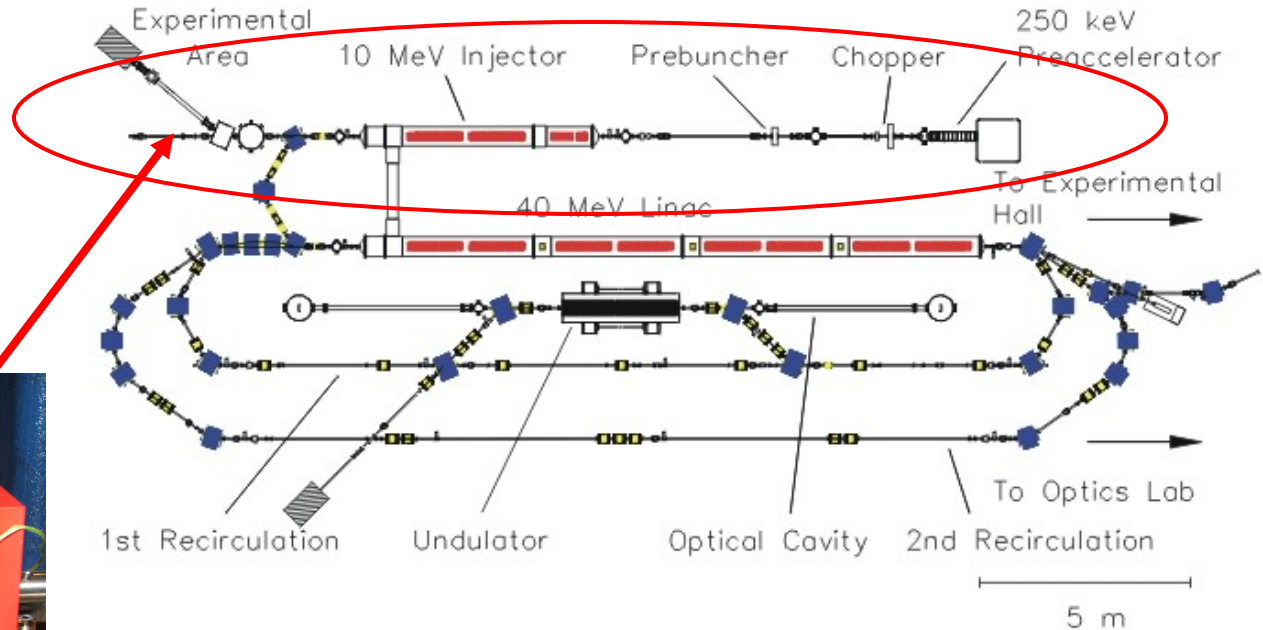 Experimental
Area
10 MeV Injector
Prebuncher
Chopper
250 keV
Preaccelerator
To Experimental
Hall
40 MeV Linac
1st Recirculation
Undulator
Optical Cavity
2nd Recirculation
To Optics Lab
5 m